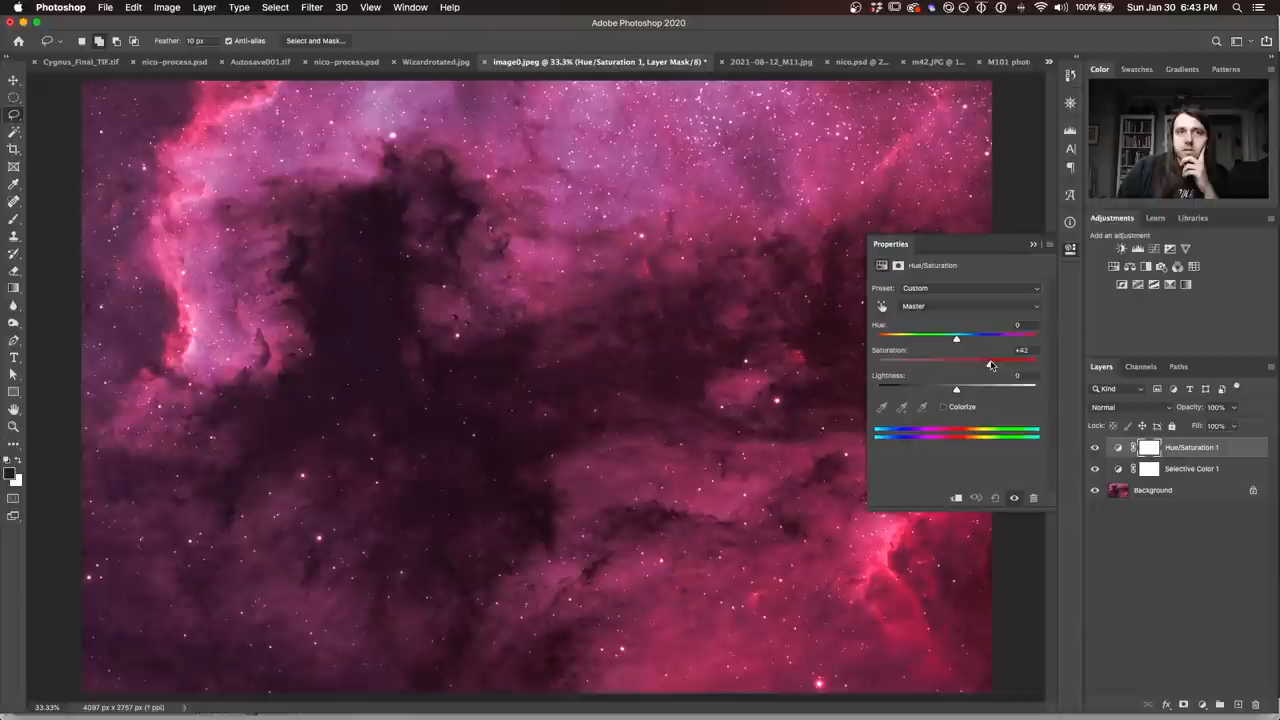 Photoshop File Edit Image Layer Type Select Filter 3D View Window Help 100% Sun Jan 30 6:43 PM
Adobe Photoshop 2020
Feather: 10 px Anti-alias Select and Mask...
Cygnus_Final_TIF.tif nico-process.psd Autosave001.tif nico-process.psd Wizardrotated.jpg image0.jpeg @ 33.3% (Hue/Saturation 1, Layer Mask/8) * 2021-08-12_M11.jpg nico.psd @ 2... m42.JPG @ 1... M101 phot
Color Swatches Gradients Patterns
Adjustments Learn Libraries
Add an adjustment
Properties
Hue/Saturation
Preset: Custom
Master
Hue: 0
Saturation: +42
Lightness: 0
Colorize
Layers Channels Paths
Kind
Normal Opacity: 100%
Lock: Fill: 100%
Hue/Saturation 1
Selective Color 1
Background
33.33% 4097 px x 2757 px (1 ppi)